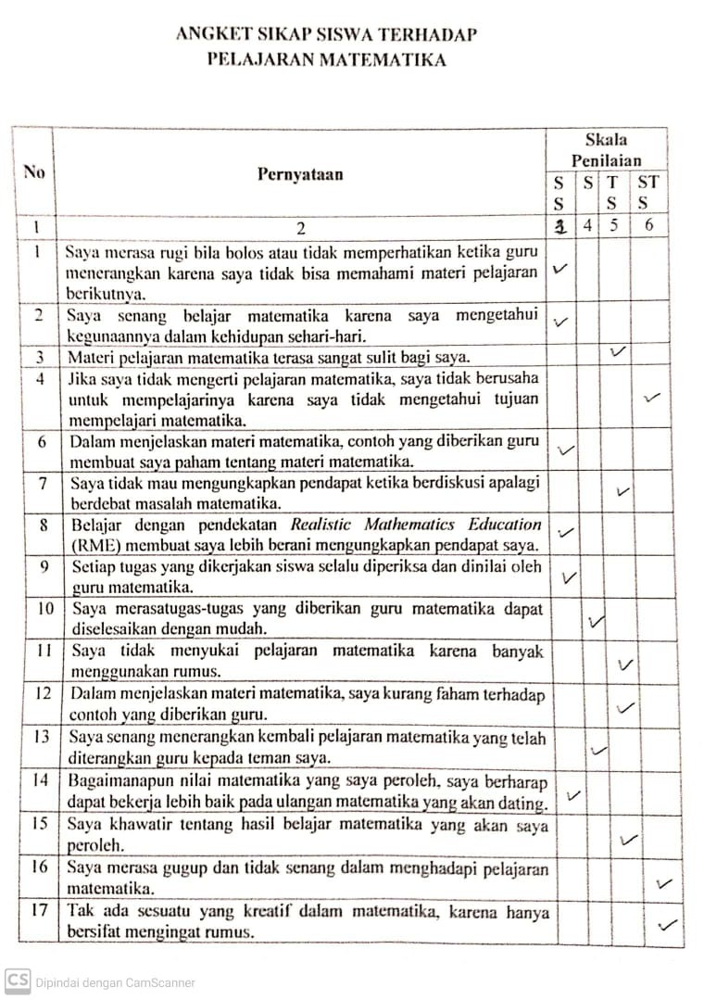 ANGKET SIKAP SISWA TERHADAP
PELAJARAN MATEMATIKA
No
Pernyataan
Skala
Penilaian
S S T ST
S S S
1 2 3 4 5 6
1 Saya merasa rugi bila bolos atau tidak memperhatikan ketika guru
menerangkan karena saya tidak bisa memahami materi pelajaran ✓
berikutnya.
2 Saya senang belajar matematika karena saya mengetahui ✓
kegunaannya dalam kehidupan sehari-hari.
3 Materi pelajaran matematika terasa sangat sulit bagi saya. ✓
4 Jika saya tidak mengerti pelajaran matematika, saya tidak berusaha
untuk mempelajarinya karena saya tidak mengetahui tujuan ✓
mempelajari matematika.
6 Dalam menjelaskan materi matematika, contoh yang diberikan guru ✓
membuat saya paham tentang materi matematika.
7 Saya tidak mau mengungkapkan pendapat ketika berdiskusi apalagi ✓
berdebat masalah matematika.
8 Belajar dengan pendekatan Realistic Mathematics Education ✓
(RME) membuat saya lebih berani mengungkapkan pendapat saya.
9 Setiap tugas yang dikerjakan siswa selalu diperiksa dan dinilai oleh ✓
guru matematika.
10 Saya merasatugas-tugas yang diberikan guru matematika dapat ✓
diselesaikan dengan mudah.
11 Saya tidak menyukai pelajaran matematika karena banyak ✓
menggunakan rumus.
12 Dalam menjelaskan materi matematika, saya kurang faham terhadap ✓
contoh yang diberikan guru.
13 Saya senang menerangkan kembali pelajaran matematika yang telah ✓
diterangkan guru kepada teman saya.
14 Bagaimanapun nilai matematika yang saya peroleh, saya berharap ✓
dapat bekerja lebih baik pada ulangan matematika yang akan dating.
15 Saya khawatir tentang hasil belajar matematika yang akan saya ✓
peroleh.
16 Saya merasa gugup dan tidak senang dalam menghadapi pelajaran ✓
matematika.
17 Tak ada sesuatu yang kreatif dalam matematika, karena hanya ✓
bersifat mengingat rumus.
CS Dipindai dengan CamScanner